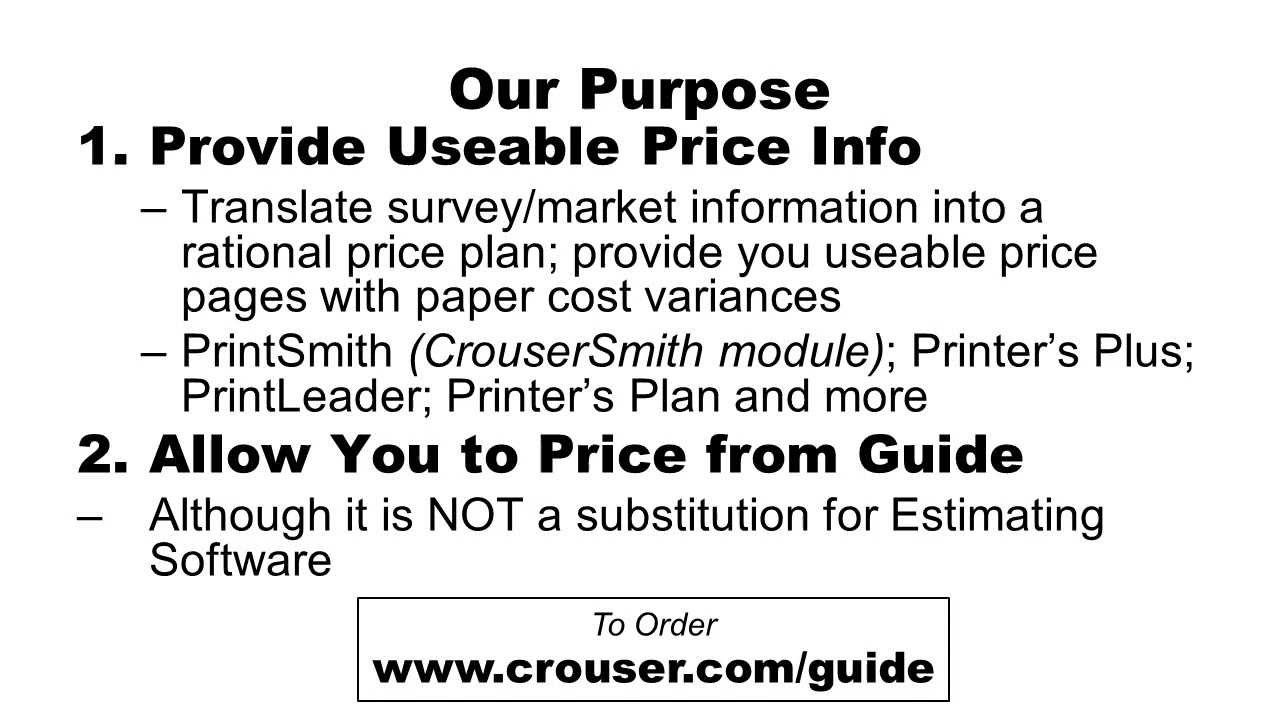 Our Purpose
1. Provide Useable Price Info
– Translate survey/market information into a
rational price plan; provide you useable price
pages with paper cost variances
– PrintSmith (CrouserSmith module); Printer’s Plus;
PrintLeader; Printer’s Plan and more
2. Allow You to Price from Guide
– Although it is NOT a substitution for Estimating
Software
To Order
www.crouser.com/guide